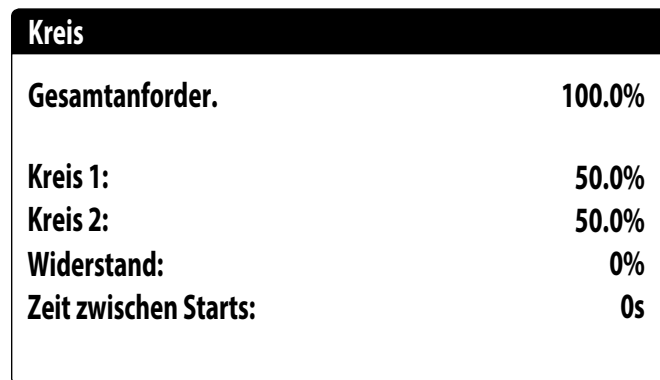 Kreis
Gesamtanforder. 100.0%
Kreis 1: 50.0%
Kreis 2: 50.0%
Widerstand: 0%
Zeit zwischen Starts: 0s